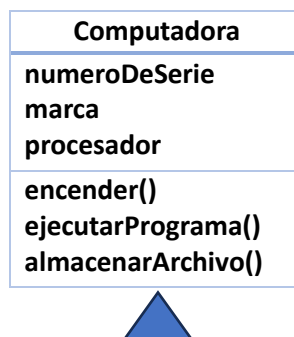 Computadora
numeroDeSerie
marca
procesador
encender()
ejecutarPrograma()
almacenarArchivo()